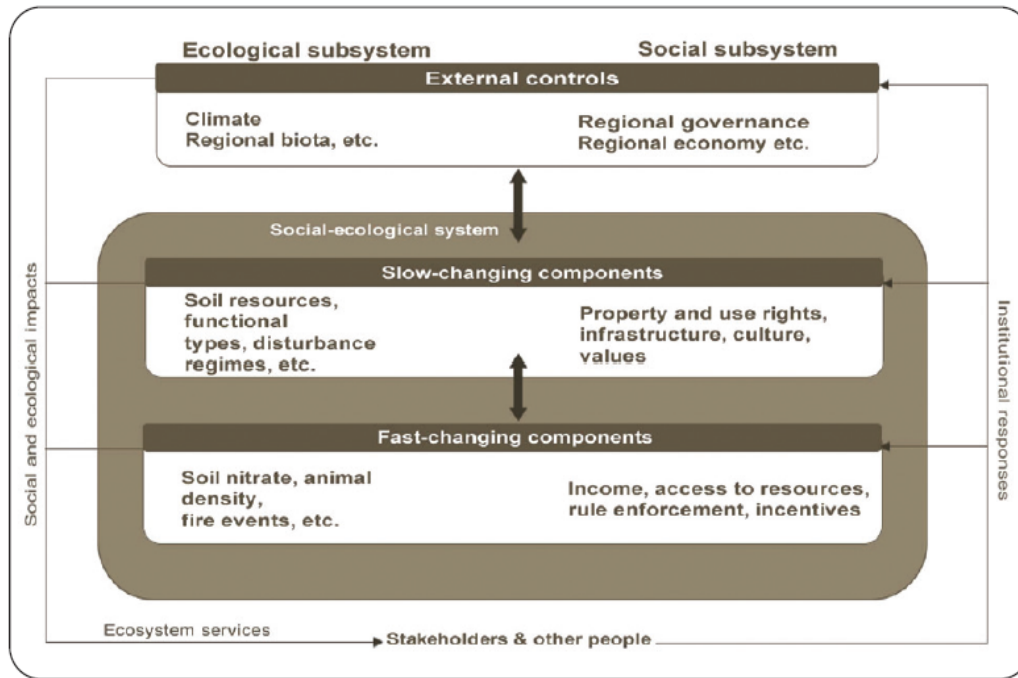 Ecological subsystem
Social subsystem
External controls
Climate
Regional biota, etc.
Regional governance
Regional economy etc.
Social-ecological system
Slow-changing components
Soil resources,
functional
types, disturbance
regimes, etc.
Property and use rights,
infrastructure, culture,
values
Fast-changing components
Soil nitrate, animal
density,
fire events, etc.
Income, access to resources,
rule enforcement, incentives
Social and ecological impacts
Institutional responses
Ecosystem services
Stakeholders & other people